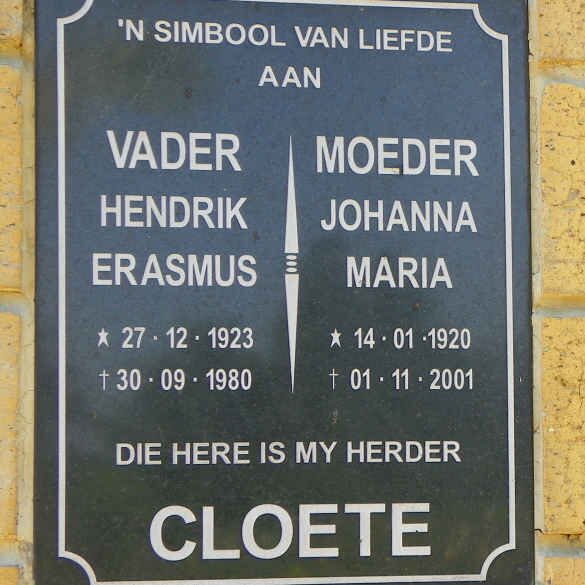 'N SIMBOOL VAN LIEFDE
AAN
VADER
HENDRIK
ERASMUS
★ 27 · 12 · 1923
† 30 · 09 · 1980
MOEDER
JOHANNA
MARIA
★ 14 · 01 · 1920
† 01 · 11 · 2001
DIE HERE IS MY HERDER
CLOETE